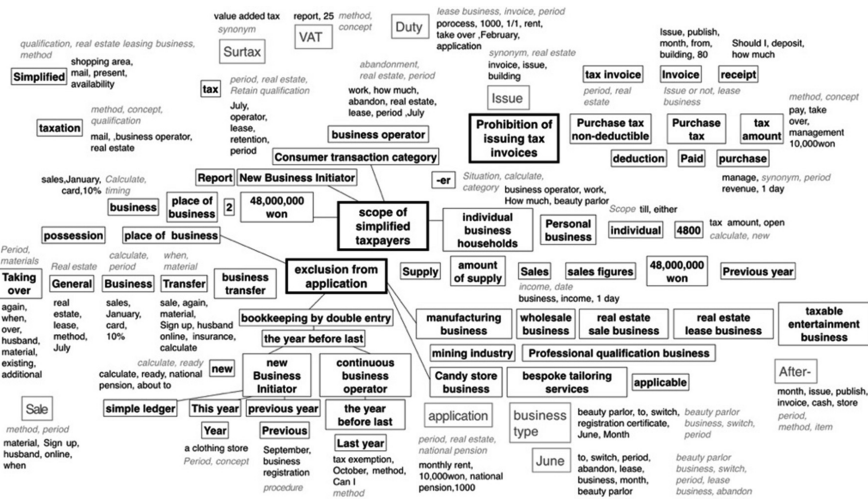 value added tax
synonym
Surtax
report, 25
VAT
method,
concept
Duty
lease business, invoice, period
porocess, 1000, 1/1, rent,
take over ,February,
application
qualification, real estate leasing business,
method
Simplified
shopping area,
mail, present,
availability
tax
period, real estate,
Retain qualification
July,
operator,
lease,
retention,
period
abandonment,
real estate, period
work, how much,
abandon, real estate,
lease, period ,July
business operator
synonym, real estate
invoice, issue,
building
Issue
Prohibition of
issuing tax
invoices
tax invoice
period, real
estate
Issue, publish,
month, from,
building, 80
Invoice
Issue or not, lease
business
Should I, deposit,
how much
receipt
method, concept,
qualification
taxation
mail, ,business operator,
real estate
Purchase tax
non-deductible
Purchase
tax
tax
amount
method, concept
pay, take
over,
management
10,000won
deduction
Paid
purchase
manage, synonym, period
revenue, 1 day
Consumer transaction category
Report
New Business Initiator
sales,January,
card,10%
Calculate,
timing
business
place of
business
2
48,000,000
won
-er
Situation, calculate,
category
business operator, work,
How much, beauty parlor
scope of
simplified
taxpayers
individual
business
households
Personal
business
Scope
till, either
individual
4800
tax amount, open
calculate, new
possession
place of business
Period,
materials
Taking
over
again,
when,
over,
husband,
material,
existing,
additional
Real estate
General
real
estate,
lease,
method,
July
calculate,
period
Business
sales,
January,
card,
10%
when,
material
Transfer
sale, again,
material,
Sign up, husband
online, insurance,
calculate
business
transfer
exclusion from
application
Supply
amount
of supply
Sales
income, date
business, income, 1 day
sales figures
48,000,000
won
Previous year
bookkeeping by double entry
the year before last
manufacturing
business
wholesale
business
real estate
sale business
real estate
lease business
taxable
entertainment
business
mining industry
Professional qualification business
Candy store
business
bespoke tailoring
services
applicable
After-
month, issue, publish,
invoice, cash, store
period,
method, item
calculate, ready
calculate, ready, national
pension, about to
new
new
Business
Initiator
continuous
business
operator
Sale
method, period
material, Sign up,
husband, online,
when
simple ledger
This year
previous year
the year
before last
Year
a clothing store
Period, concept
Previous
September,
business
registration
procedure
Last year
tax exemption,
October, method,
Can I
method
application
period, real estate,
national pension
monthly rent,
10,000won, national
pension,1000
business
type
beauty parlor, to, switch,
registration certificate,
June, Month
beauty parlor
business, switch,
period
June
to, switch, period,
abandon, lease,
business, month,
beauty parlor
beauty parlor
business, switch,
period, lease
business, abandon